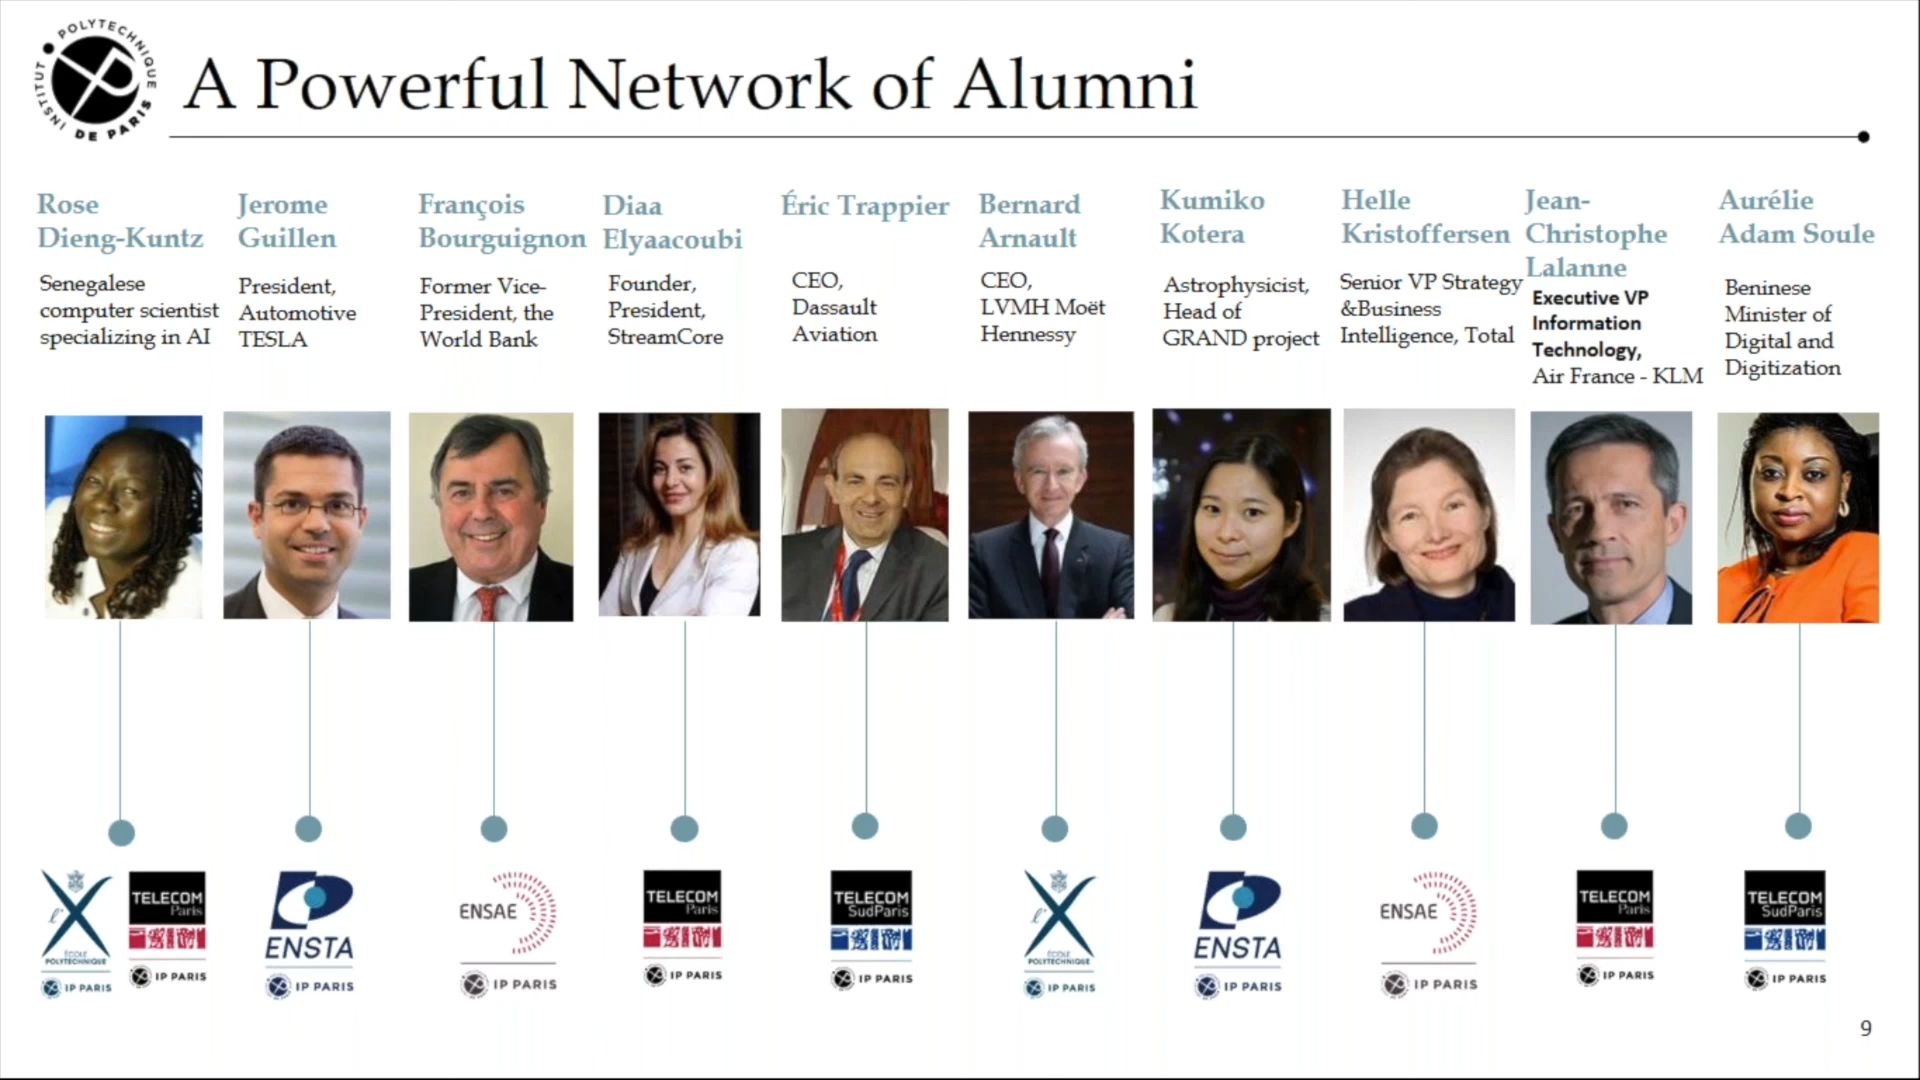 INSTITUT POLYTECHNIQUE DE PARIS
A Powerful Network of Alumni
Rose
Dieng-Kuntz
Senegalese
computer scientist
specializing in AI
Jerome
Guillen
President,
Automotive
TESLA
François
Bourguignon
Former Vice-
President, the
World Bank
Diaa
Elyaacoubi
Founder,
President,
StreamCore
Éric Trappier
CEO,
Dassault
Aviation
Bernard
Arnault
CEO,
LVMH Moët
Hennessy
Kumiko
Kotera
Astrophysicist,
Head of
GRAND project
Helle
Kristoffersen
Senior VP Strategy
&Business
Intelligence, Total
Jean-
Christophe
Lalanne
Executive VP
Information
Technology,
Air France - KLM
Aurélie
Adam Soule
Beninese
Minister of
Digital and
Digitization
l'X
ÉCOLE
POLYTECHNIQUE
IP PARIS
TELECOM
Paris
IP PARIS
ENSTA
IP PARIS
ENSAE
IP PARIS
TELECOM
Paris
IP PARIS
TELECOM
SudParis
IP PARIS
l'X
ÉCOLE
POLYTECHNIQUE
IP PARIS
ENSTA
IP PARIS
ENSAE
IP PARIS
TELECOM
Paris
IP PARIS
TELECOM
SudParis
IP PARIS
9